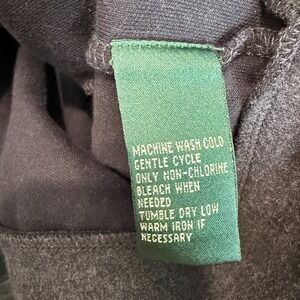 MACHINE WASH COLD
GENTLE CYCLE
ONLY NON-CHLORINE
BLEACH WHEN
NEEDED
TUMBLE DRY LOW
WARM IRON IF
NECESSARY